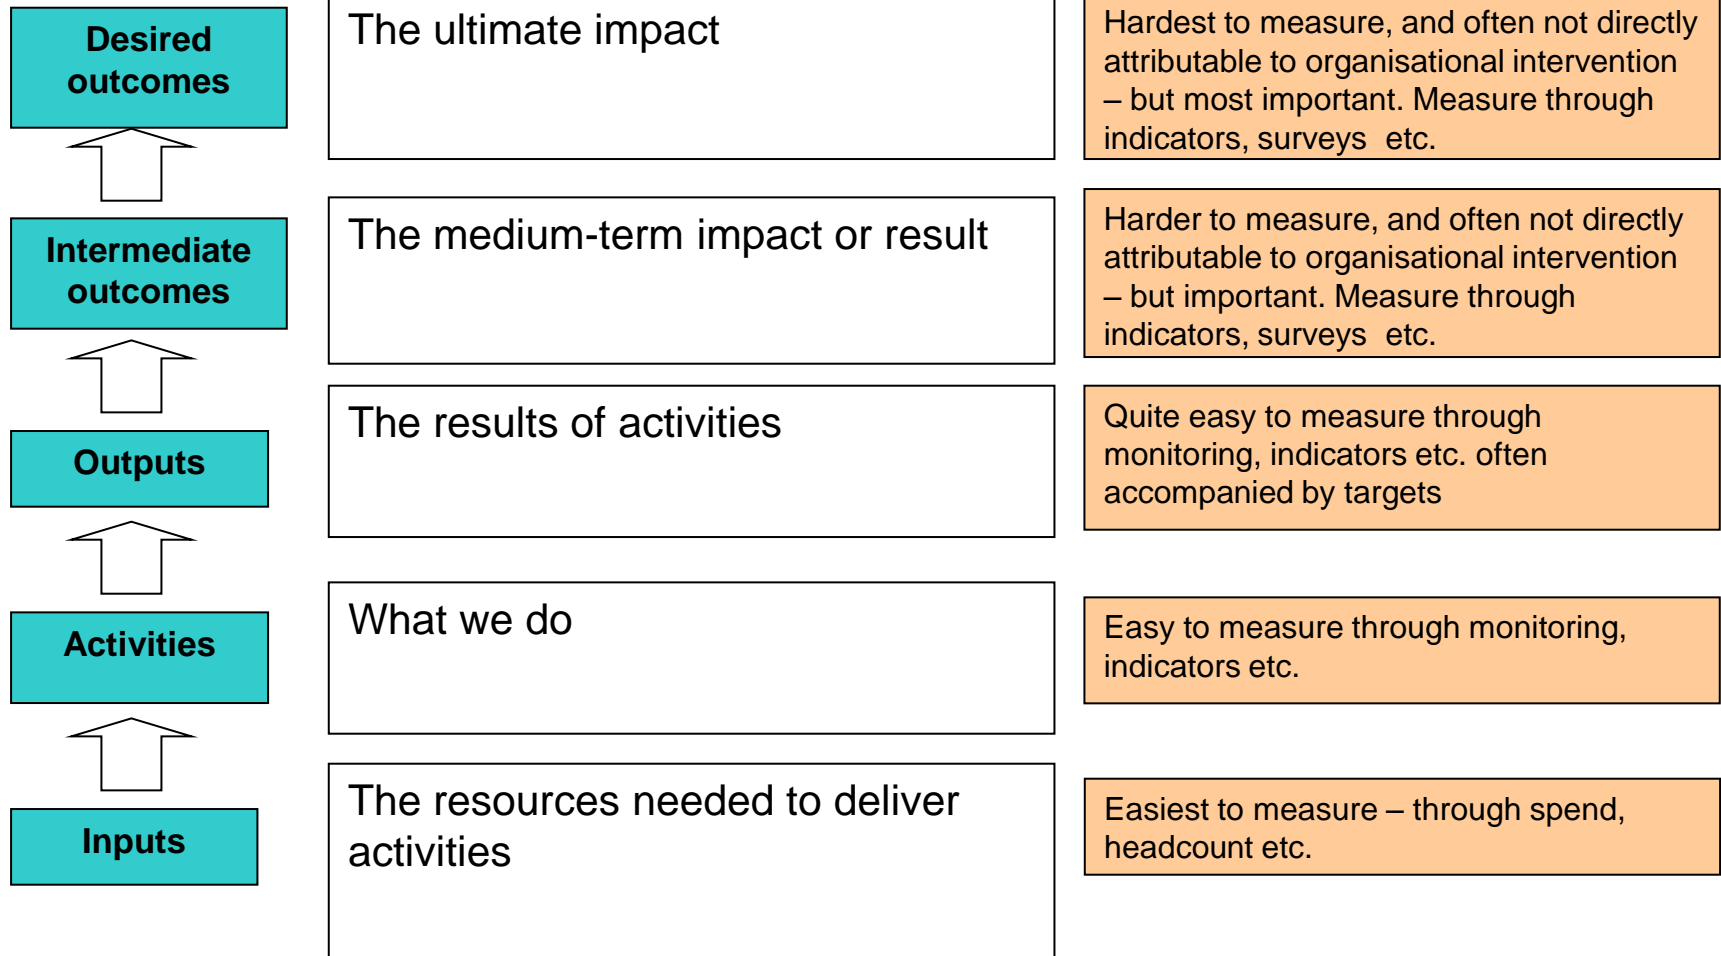 Desired
outcomes
The ultimate impact
Hardest to measure, and often not directly
attributable to organisational intervention
– but most important. Measure through
indicators, surveys etc.
Intermediate
outcomes
The medium-term impact or result
Harder to measure, and often not directly
attributable to organisational intervention
– but important. Measure through
indicators, surveys etc.
Outputs
The results of activities
Quite easy to measure through
monitoring, indicators etc. often
accompanied by targets
Activities
What we do
Easy to measure through monitoring,
indicators etc.
Inputs
The resources needed to deliver
activities
Easiest to measure – through spend,
headcount etc.